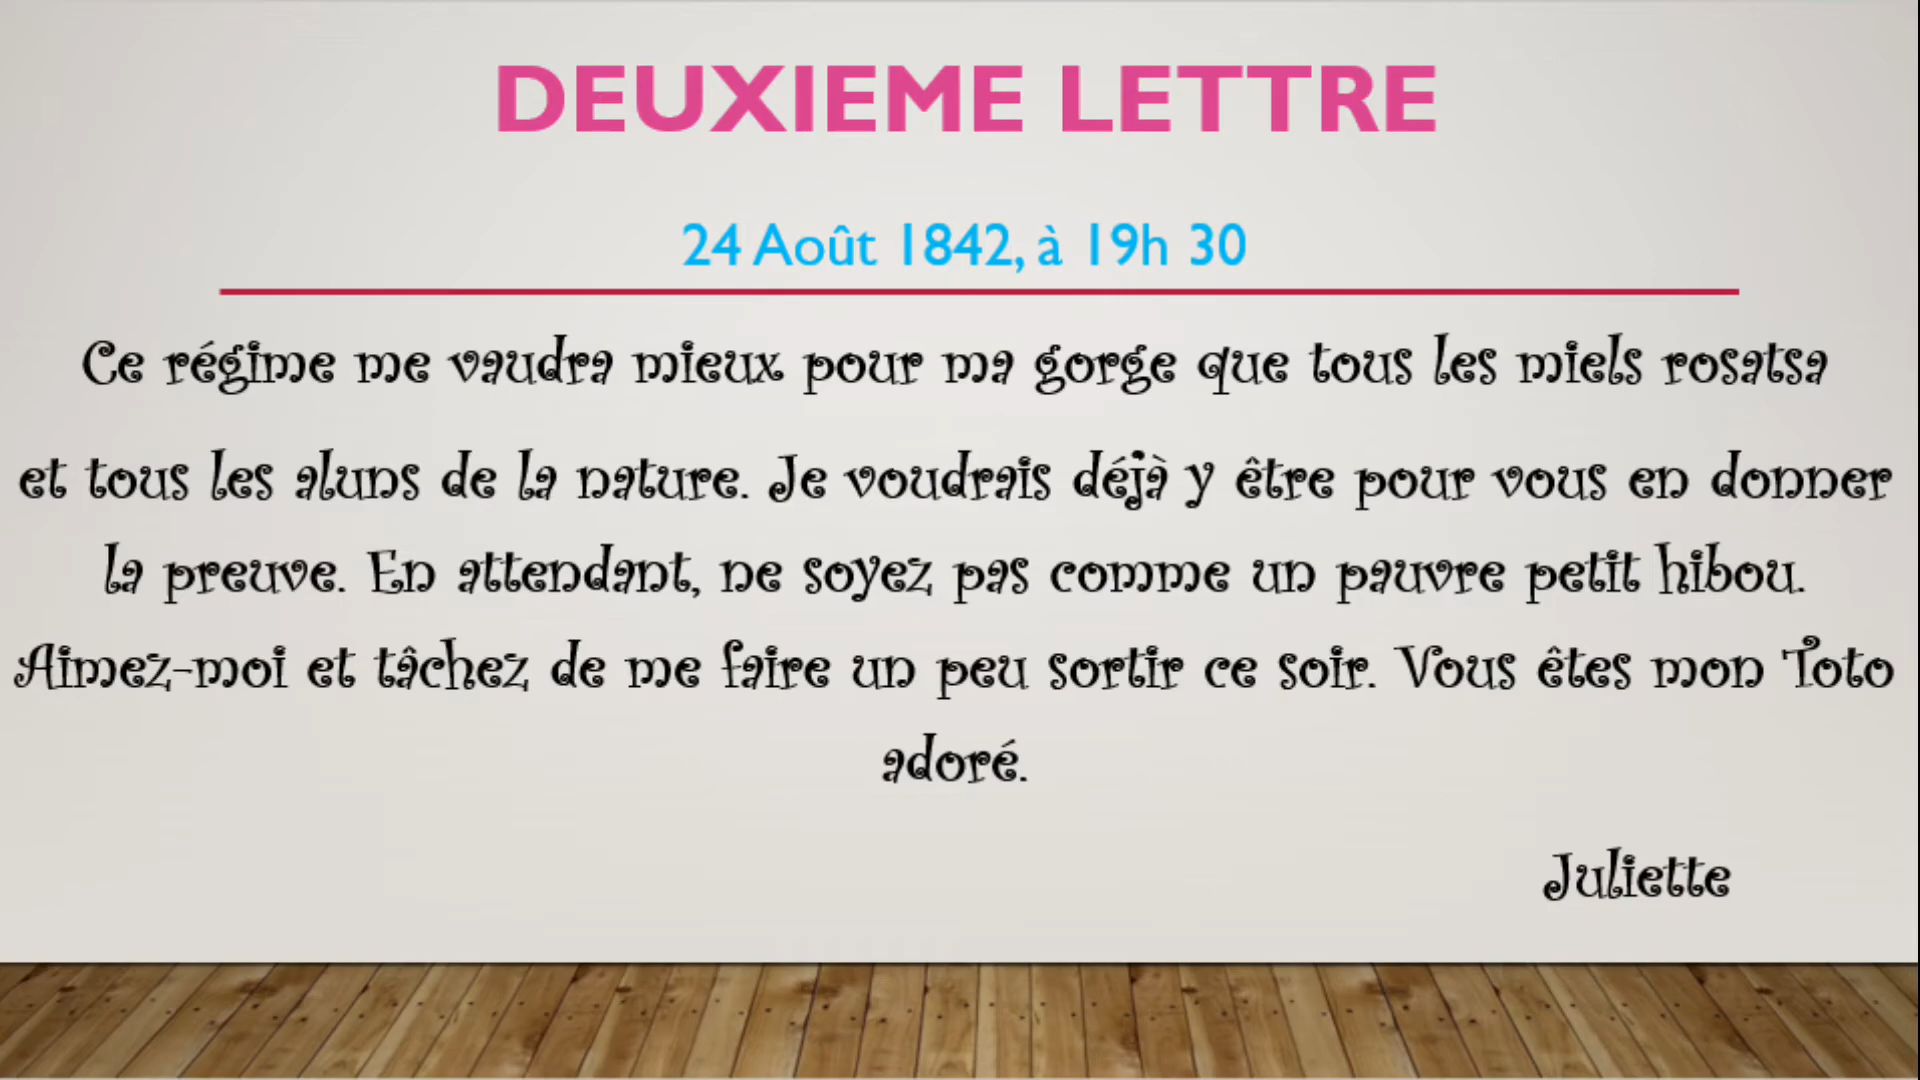 DEUXIEME LETTRE
24 Août 1842, à 19h 30
Ce régime me vaudra mieux pour ma gorge que tous les miels rosatsa
et tous les aluns de la nature. Je voudrais déjà y être pour vous en donner
la preuve. En attendant, ne soyez pas comme un pauvre petit hibou.
Aimez-moi et tâchez de me faire un peu sortir ce soir. Vous êtes mon Toto
adoré.
Juliette